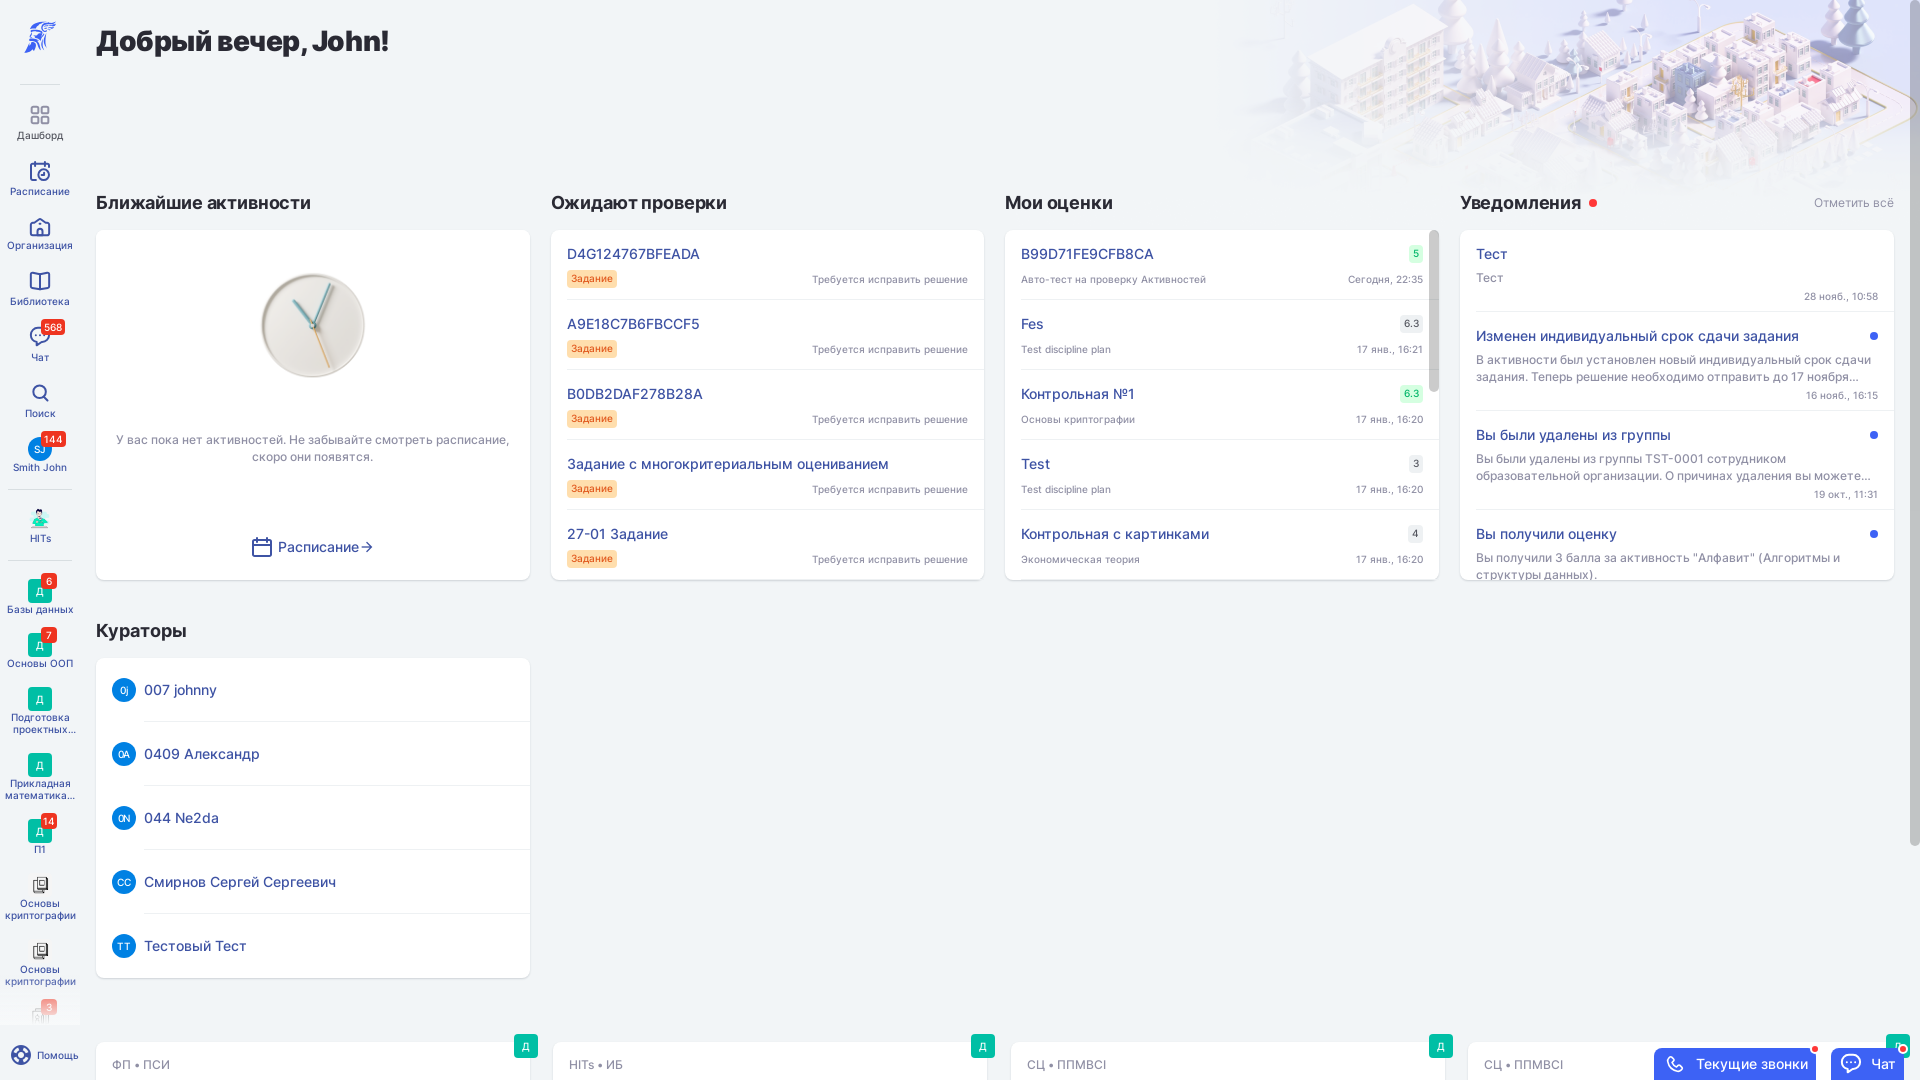 Добрый вечер, John!
Дашборд
Расписание
Организация
Библиотека
568
Чат
Поиск
144
SJ
Smith John
HITs
6
Д
Базы данных
7
Д
Основы ООП
Д
Подготовка
проектных...
Д
Прикладная
математика...
14
Д
П1
Основы
криптографии
Основы
криптографии
3
Помощь
Ближайшие активности
У вас пока нет активностей. Не забывайте смотреть расписание,
скоро они появятся.
Расписание
Ожидают проверки
D4G124767BFEADA
Задание
Требуется исправить решение
A9E18C7B6FBCCF5
Задание
Требуется исправить решение
B0DB2DAF278B28A
Задание
Требуется исправить решение
Задание с многокритериальным оцениванием
Задание
Требуется исправить решение
27-01 Задание
Задание
Требуется исправить решение
Мои оценки
B99D71FE9CFB8CA
5
Авто-тест на проверку Активностей
Сегодня, 22:35
Fes
6.3
Test discipline plan
17 янв., 16:21
Контрольная №1
6.3
Основы криптографии
17 янв., 16:20
Test
3
Test discipline plan
17 янв., 16:20
Контрольная с картинками
4
Экономическая теория
17 янв., 16:20
Уведомления
Отметить всё
Тест
Тест
28 нояб., 10:58
Изменен индивидуальный срок сдачи задания
В активности был установлен новый индивидуальный срок сдачи
задания. Теперь решение необходимо отправить до 17 ноября...
16 нояб., 16:15
Вы были удалены из группы
Вы были удалены из группы TST-0001 сотрудником
образовательной организации. О причинах удаления вы можете...
19 окт., 11:31
Вы получили оценку
Вы получили 3 балла за активность "Алфавит" (Алгоритмы и
структуры данных).
Кураторы
0j
007 johnny
0А
0409 Александр
0N
044 Ne2da
СС
Смирнов Сергей Сергеевич
ТТ
Тестовый Тест
Д
ФП • ПСИ
Д
HITs • ИБ
Д
СЦ • ППМВСI
Д
СЦ • ППМВСI
Текущие звонки
Чат